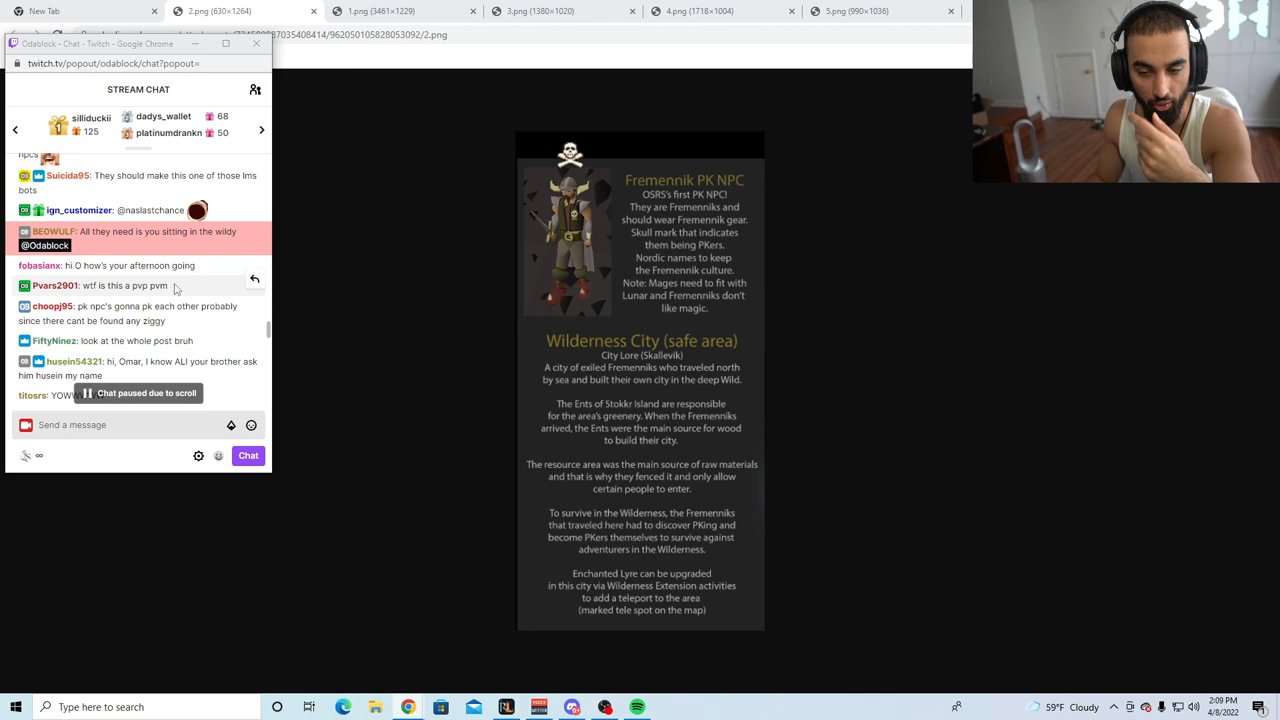 New Tab
2.png (630×1264)
1.png (3461×1229)
3.png (1380×1020)
4.png (1718×1004)
5.png (990×1036)
Odablock - Chat - Twitch - Google Chrome
087035408414/962050105828053092/2.png
twitch.tv/popout/odablock/chat?popout=
STREAM CHAT
silliduckii
125
dadys_wallet 68
platinumdrankn 50
npcs
Suicida95: They should make this one of those lms
bots
ign_customizer: @naslastchance
BE0WULF: All they need is you sitting in the wildy
@Odablock
fobasianx: hi O how's your afternoon going
Pvars2901: wtf is this a pvp pvm
choopj95: pk npc's gonna pk each other probably
since there cant be found any ziggy
FiftyNinez: look at the whole post bruh
husein54321: hi, Omar, I know ALI your brother ask
him husein my name
Chat paused due to scroll
titosrs:
Send a message
∞
Chat
Fremennik PK NPC
OSRS's first PK NPC!
They are Fremenniks and
should wear Fremennik gear.
Skull mark that indicates
them being PKers.
Nordic names to keep
the Fremennik culture.
Note: Mages need to fit with
Lunar and Fremenniks don't
like magic.
Wilderness City (safe area)
City Lore (Skallevik)
A city of exiled Fremenniks who traveled north
by sea and built their own city in the deep Wild.
The Ents of Stokkr Island are responsible
for the area's greenery. When the Fremenniks
arrived, the Ents were the main source for wood
to build their city.
The resource area was the main source of raw materials
and that is why they fenced it and only allow
certain people to enter.
To survive in the Wilderness, the Fremenniks
that traveled here had to discover PKing and
become PKers themselves to survive against
adventurers in the Wilderness.
Enchanted Lyre can be upgraded
in this city via Wilderness Extension activities
to add a teleport to the area
(marked tele spot on the map)
Type here to search
59°F Cloudy
2:09 PM
4/8/2022